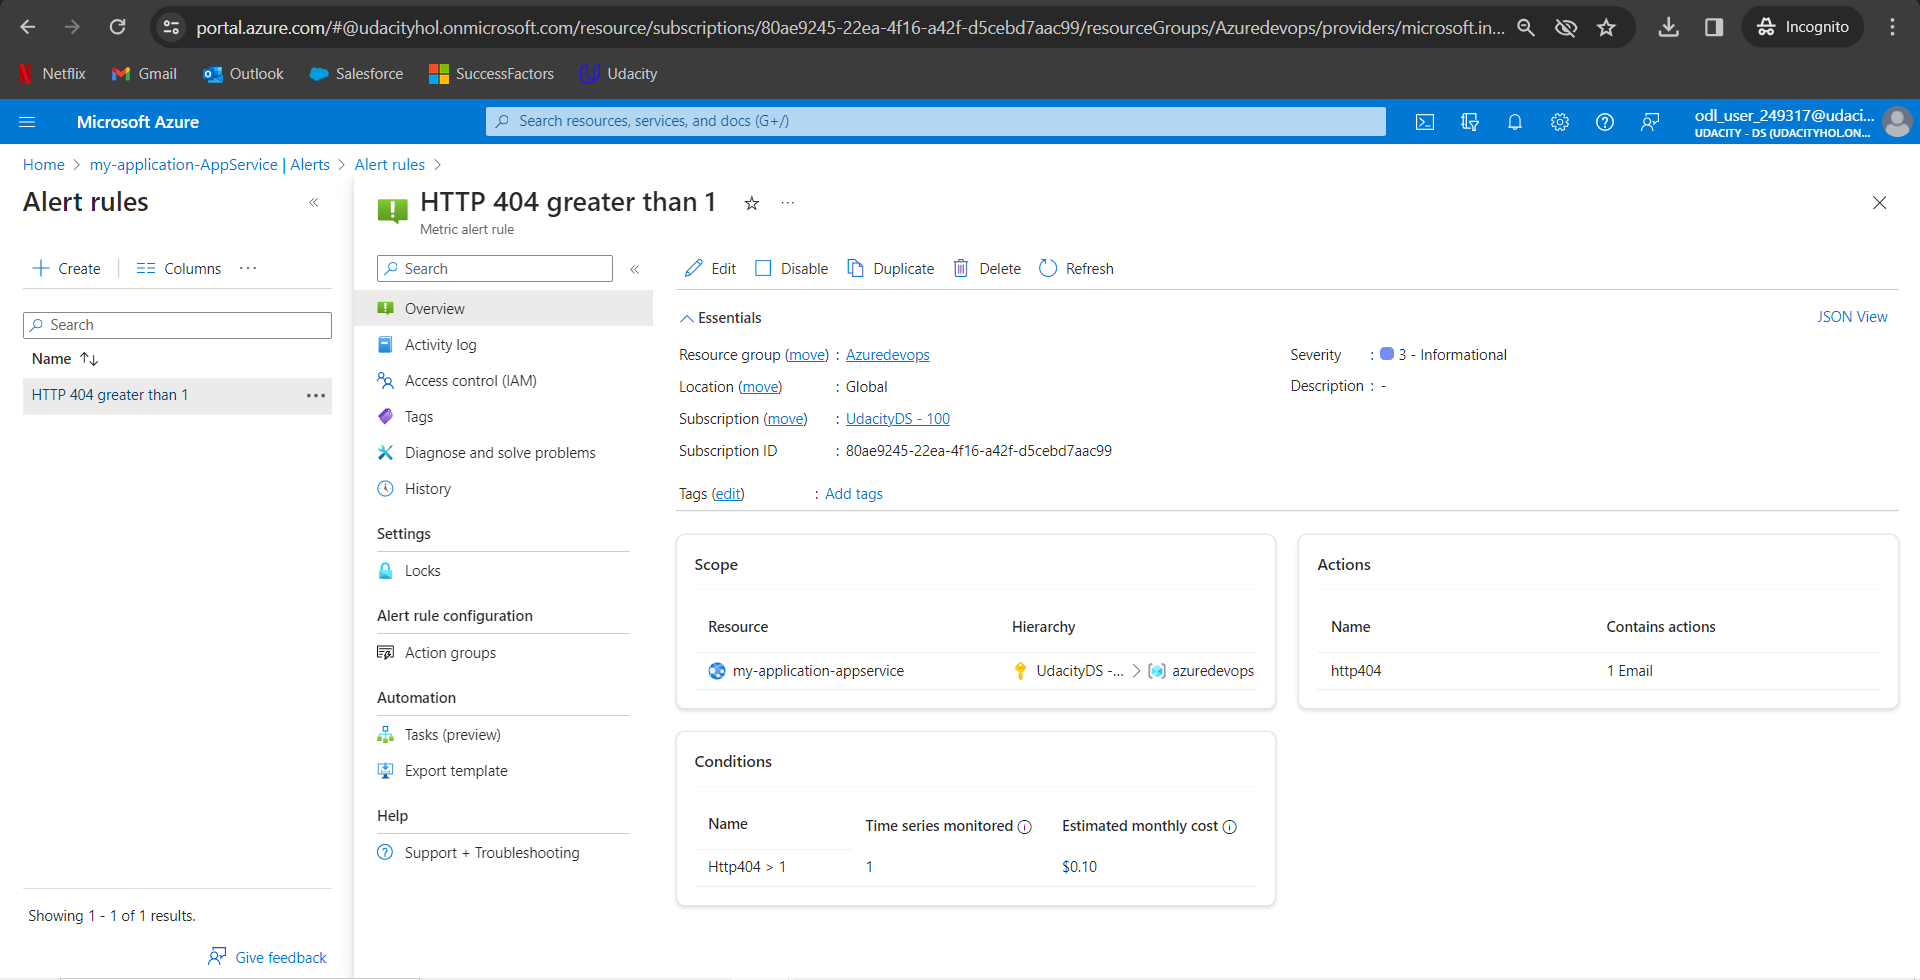 portal.azure.com/#@udacityhol.onmicrosoft.com/resource/subscriptions/80ae9245-22ea-4f16-a42f-d5cebd7aac99/resourceGroups/Azuredevops/providers/microsoft.in...
Incognito
Netflix Gmail Outlook Salesforce SuccessFactors Udacity
Microsoft Azure
Search resources, services, and docs (G+/)
odl_user_249317@udaci...
UDACITY - DS (UDACITYHOL.ON...
Home > my-application-AppService | Alerts > Alert rules >
Alert rules «
+ Create Columns ...
Search
Name ↑↓
HTTP 404 greater than 1 ...
Showing 1 - 1 of 1 results.
Give feedback
HTTP 404 greater than 1 ...
Metric alert rule
Search «
Overview
Activity log
Access control (IAM)
Tags
Diagnose and solve problems
History
Settings
Locks
Alert rule configuration
Action groups
Automation
Tasks (preview)
Export template
Help
Support + Troubleshooting
Edit Disable Duplicate Delete Refresh
Essentials
JSON View
Resource group (move) : Azuredevops
Location (move) : Global
Subscription (move) : UdacityDS - 100
Subscription ID : 80ae9245-22ea-4f16-a42f-d5cebd7aac99
Tags (edit) : Add tags
Severity : 3 - Informational
Description : -
Scope
Resource Hierarchy
my-application-appservice UdacityDS -... > azuredevops
Actions
Name Contains actions
http404 1 Email
Conditions
Name Time series monitored Estimated monthly cost
Http404 > 1 1 $0.10